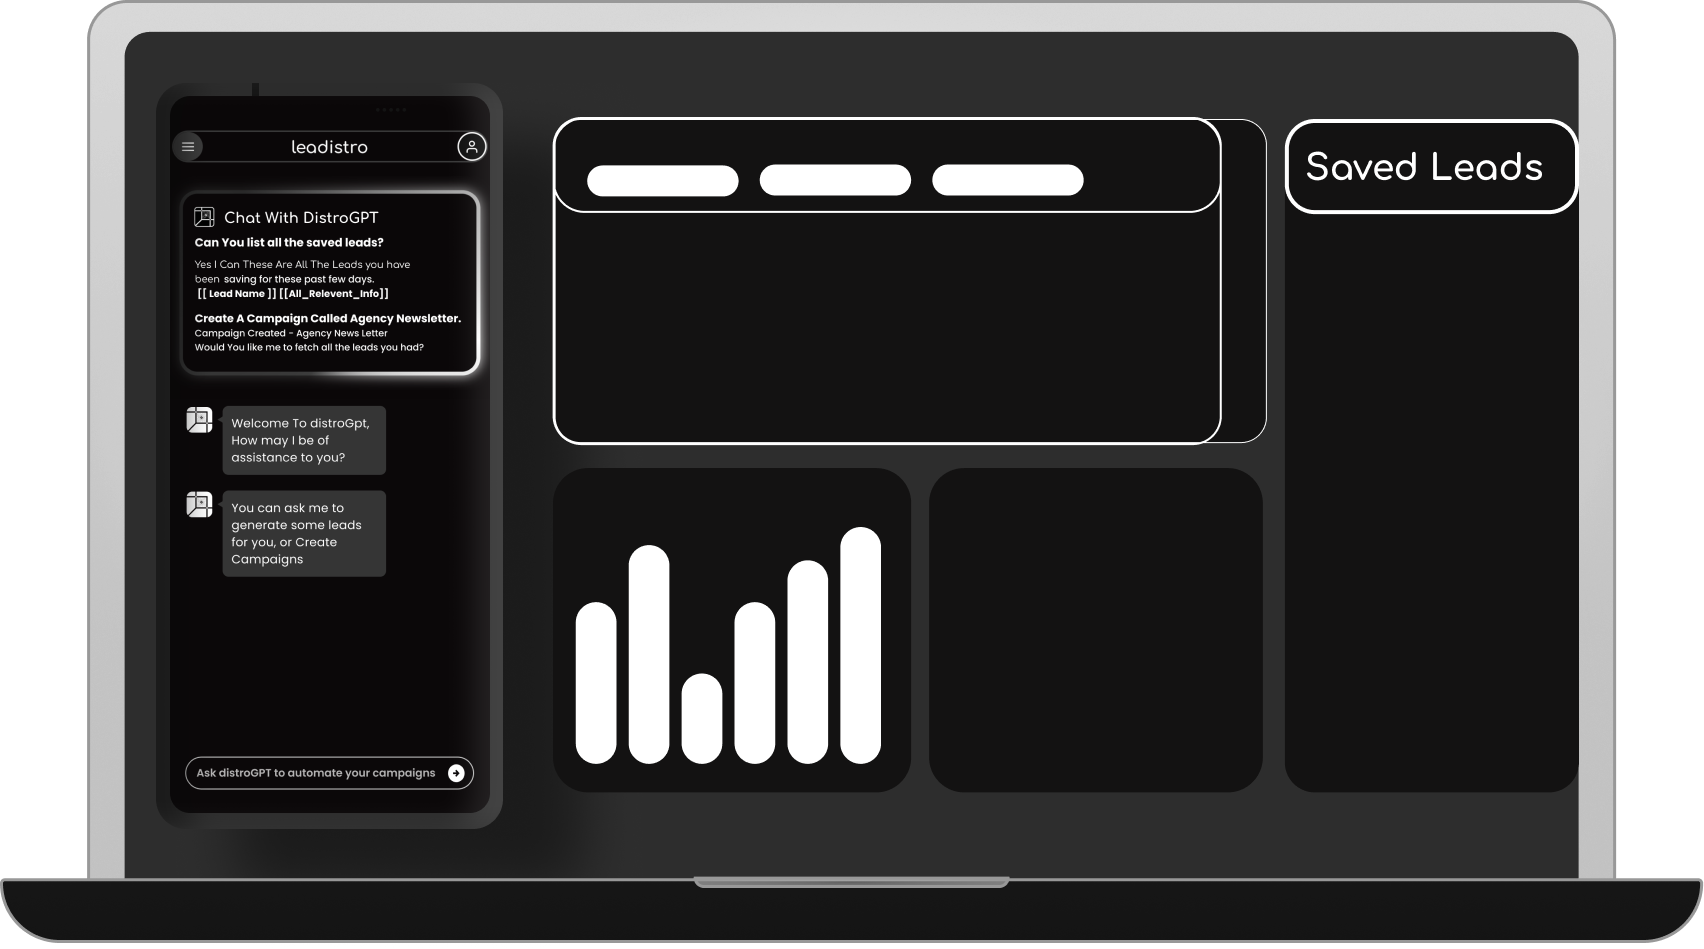 leadistro
Chat With DistroGPT
Can You list all the saved leads?
Yes I Can These Are All The Leads you have
been saving for these past few days.
[[ Lead Name ]] [[All_Relevent_Info]]
Create A Campaign Called Agency Newsletter.
Campaign Created - Agency News Letter
Would You like me to fetch all the leads you had?
Welcome To distroGpt,
How may I be of
assistance to you?
You can ask me to
generate some leads
for you, or Create
Campaigns
Ask distroGPT to automate your campaigns
Saved Leads